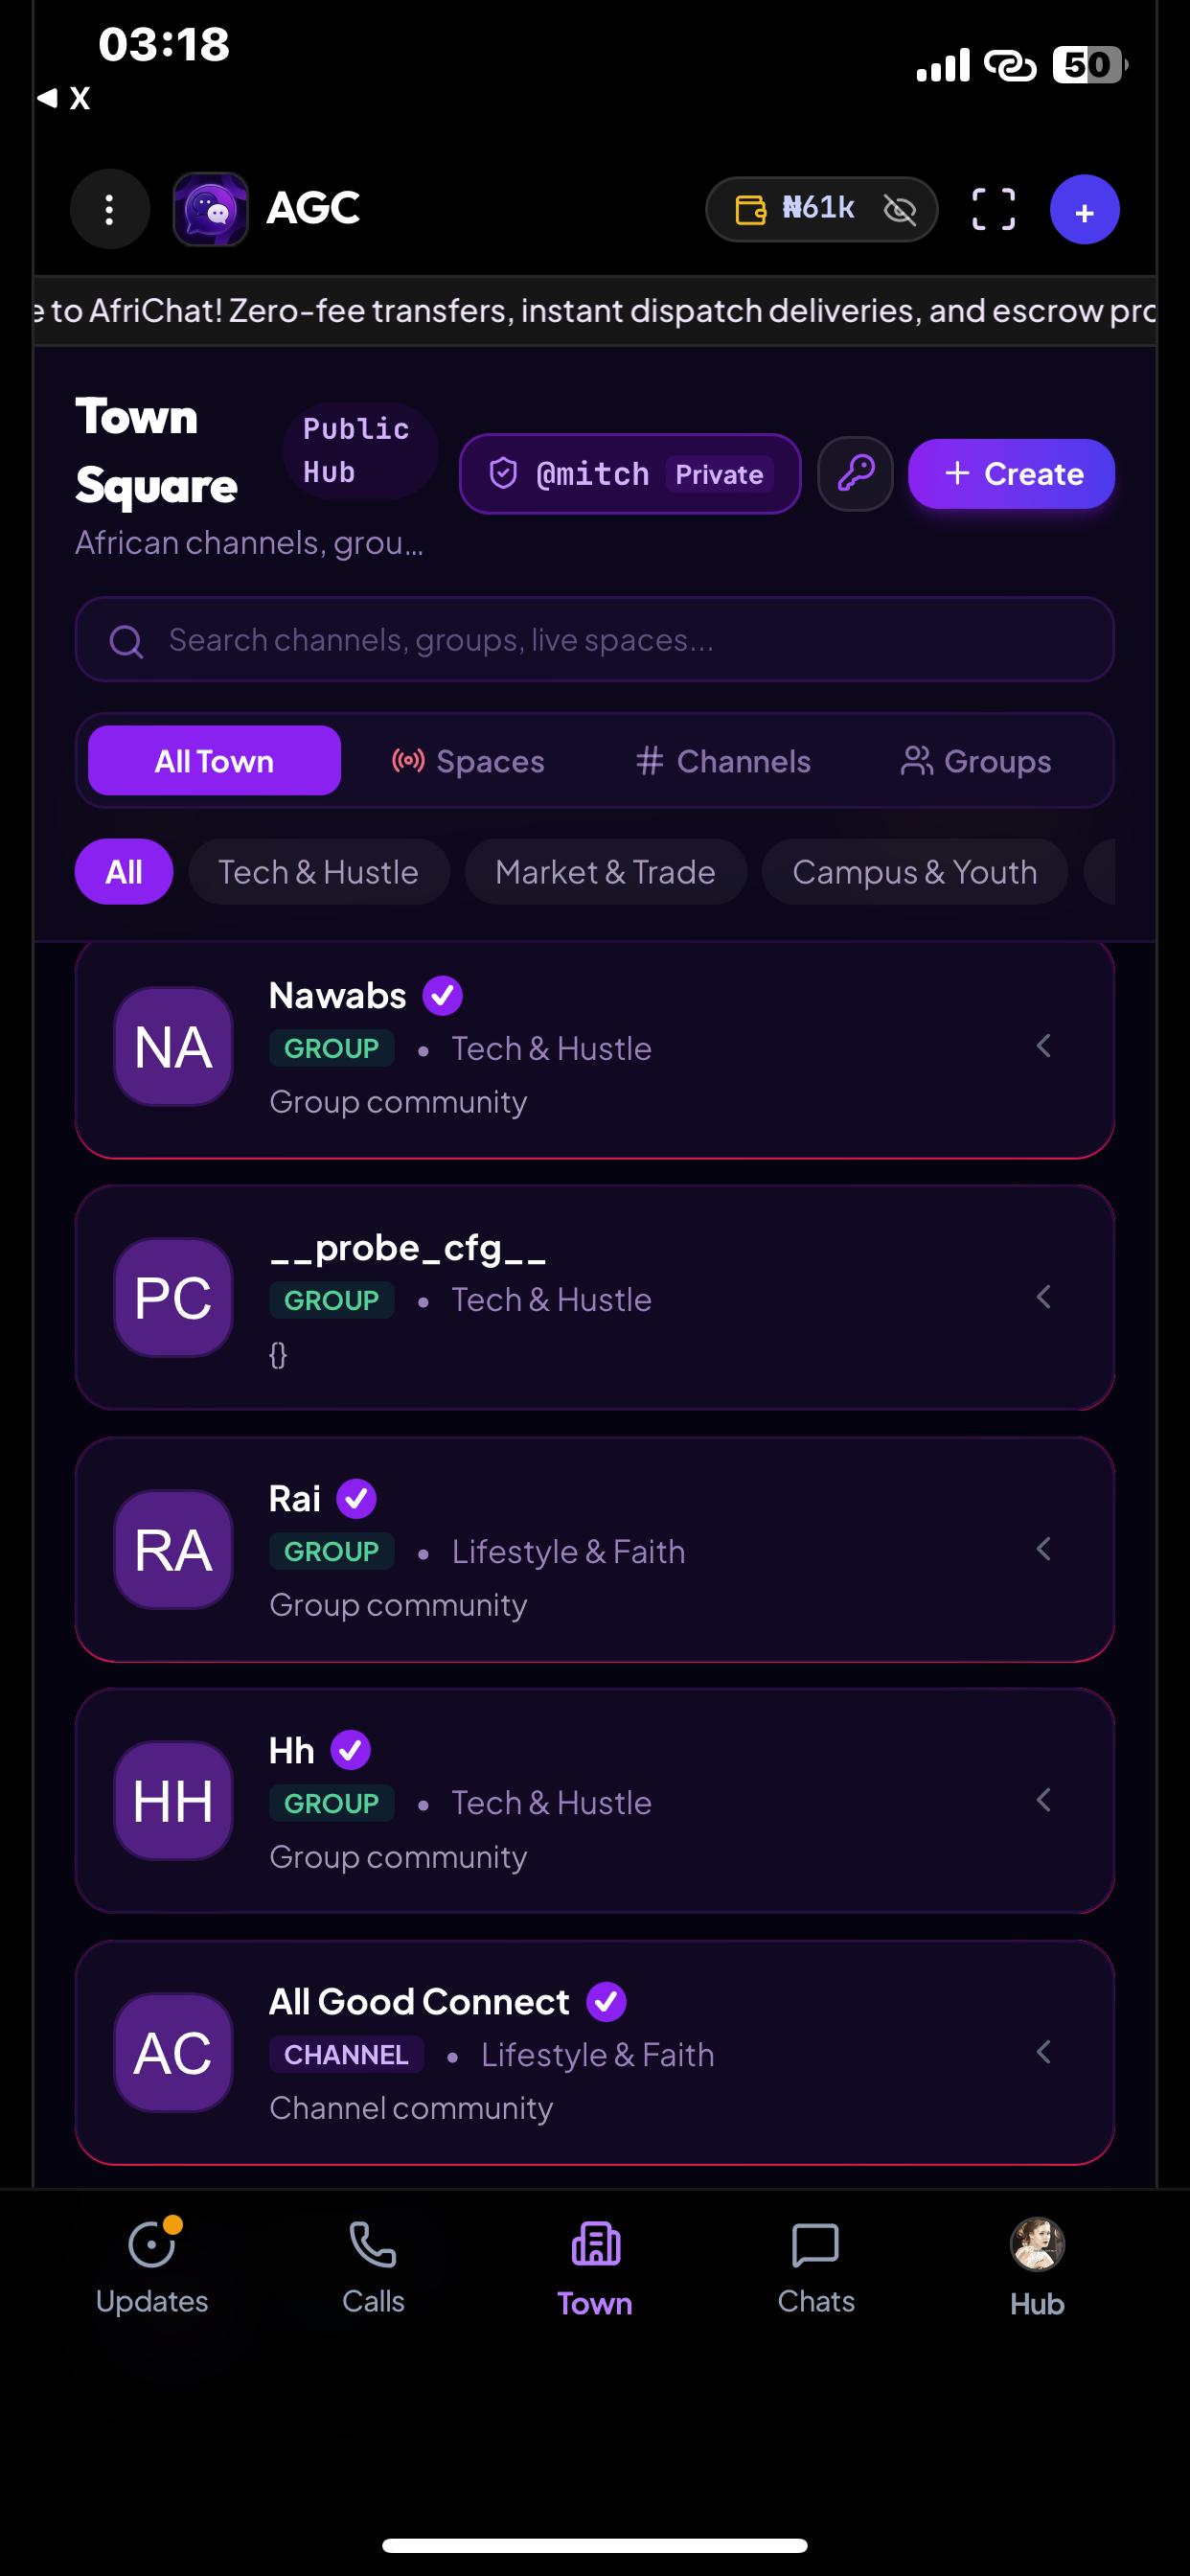 03:18
50
◀ X
AGC
₦61k
+
e to AfriChat! Zero-fee transfers, instant dispatch deliveries, and escrow pro
Town
Square
Public
Hub
@mitch Private
+ Create
African channels, grou...
Search channels, groups, live spaces...
All Town
Spaces
# Channels
Groups
All
Tech & Hustle
Market & Trade
Campus & Youth
NA
Nawabs
GROUP • Tech & Hustle
Group community
PC
__probe_cfg__
GROUP • Tech & Hustle
{}
RA
Rai
GROUP • Lifestyle & Faith
Group community
HH
Hh
GROUP • Tech & Hustle
Group community
AC
All Good Connect
CHANNEL • Lifestyle & Faith
Channel community
Updates
Calls
Town
Chats
Hub